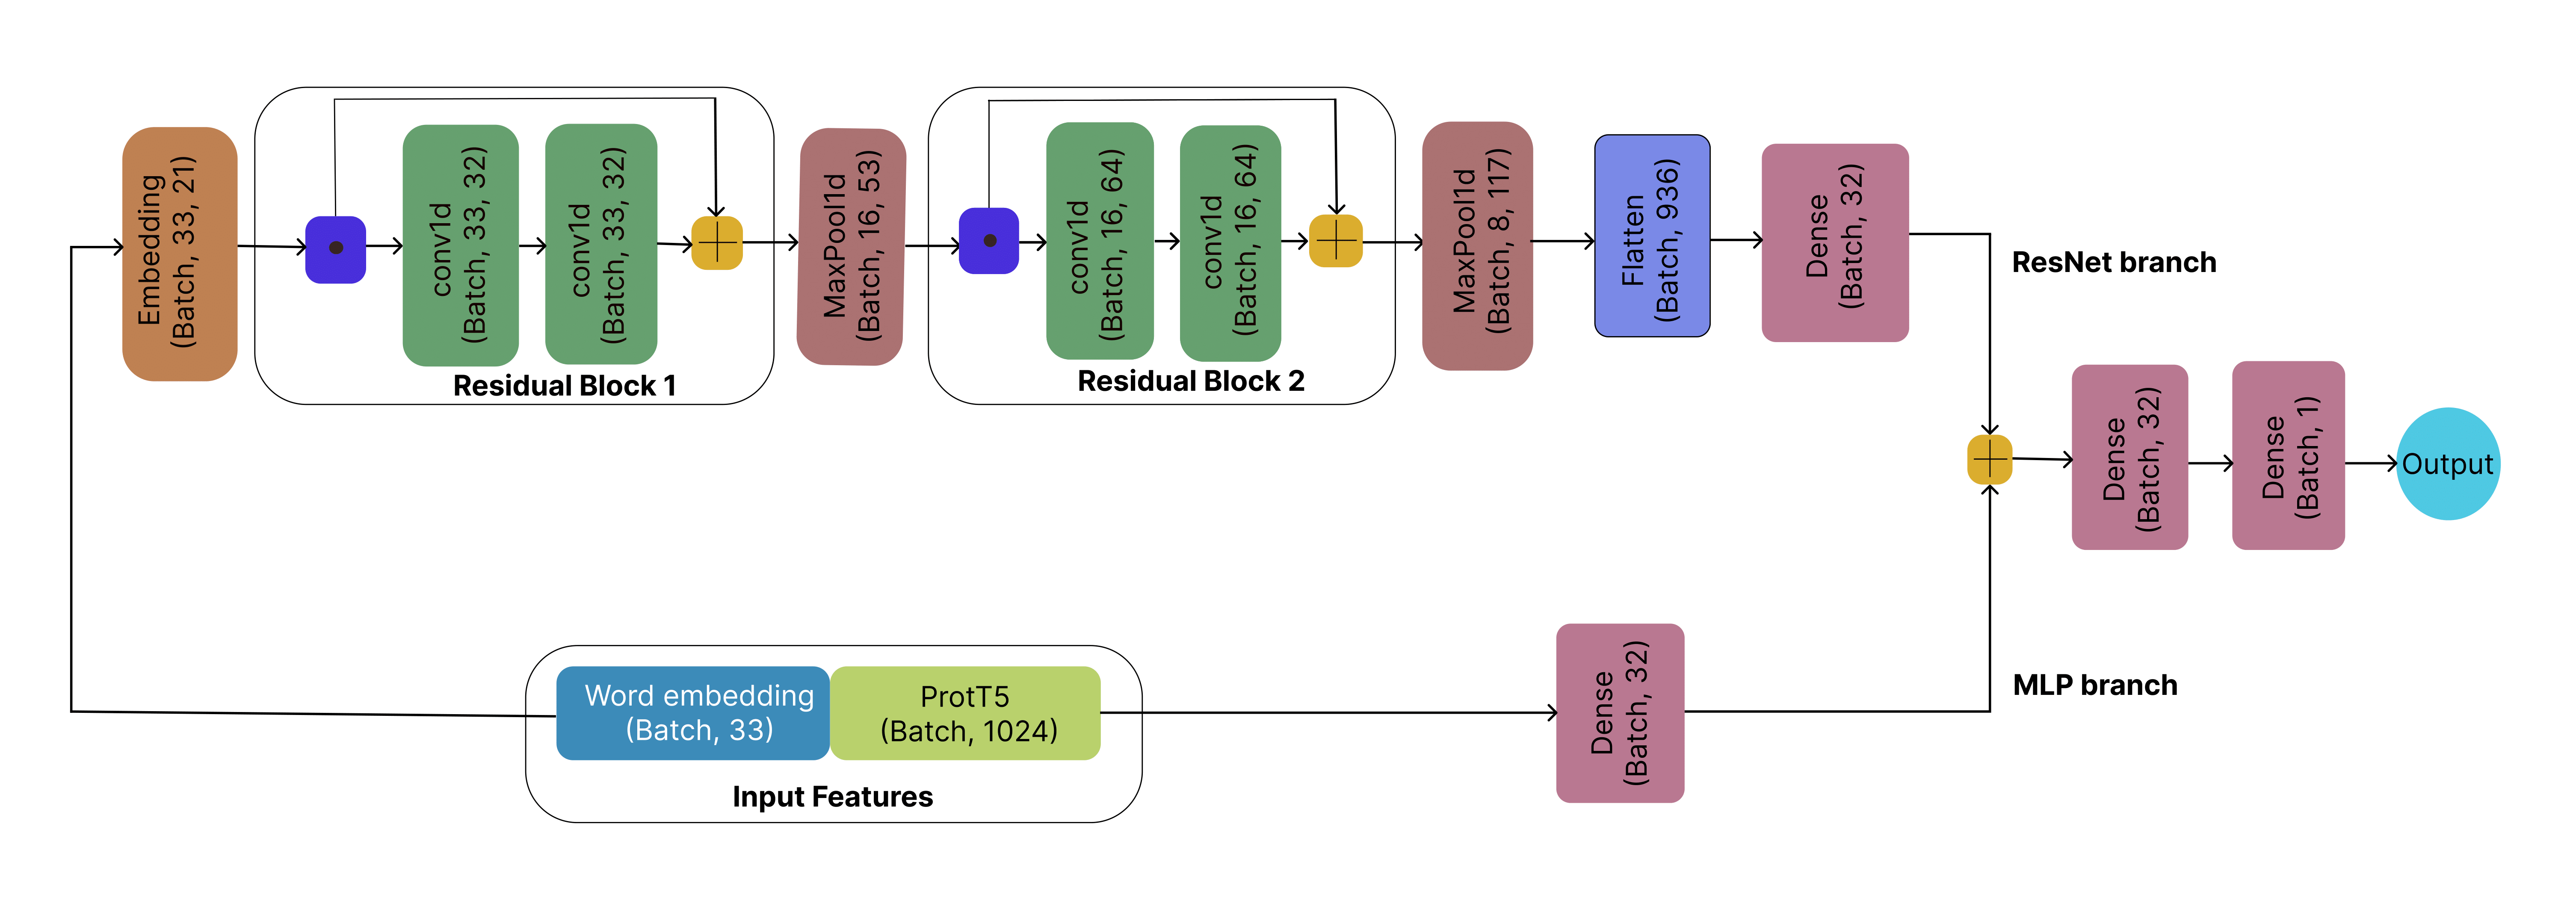 Embedding
(Batch, 33, 21)
conv1d
(Batch, 33, 32)
conv1d
(Batch, 33, 32)
Residual Block 1
MaxPool1d
(Batch, 16, 53)
conv1d
(Batch, 16, 64)
conv1d
(Batch, 16, 64)
Residual Block 2
MaxPool1d
(Batch, 8, 117)
Flatten
(Batch, 936)
Dense
(Batch, 32)
ResNet branch
Dense
(Batch, 32)
Dense
(Batch, 1)
Output
Word embedding
(Batch, 33)
ProtT5
(Batch, 1024)
Input Features
Dense
(Batch, 32)
MLP branch